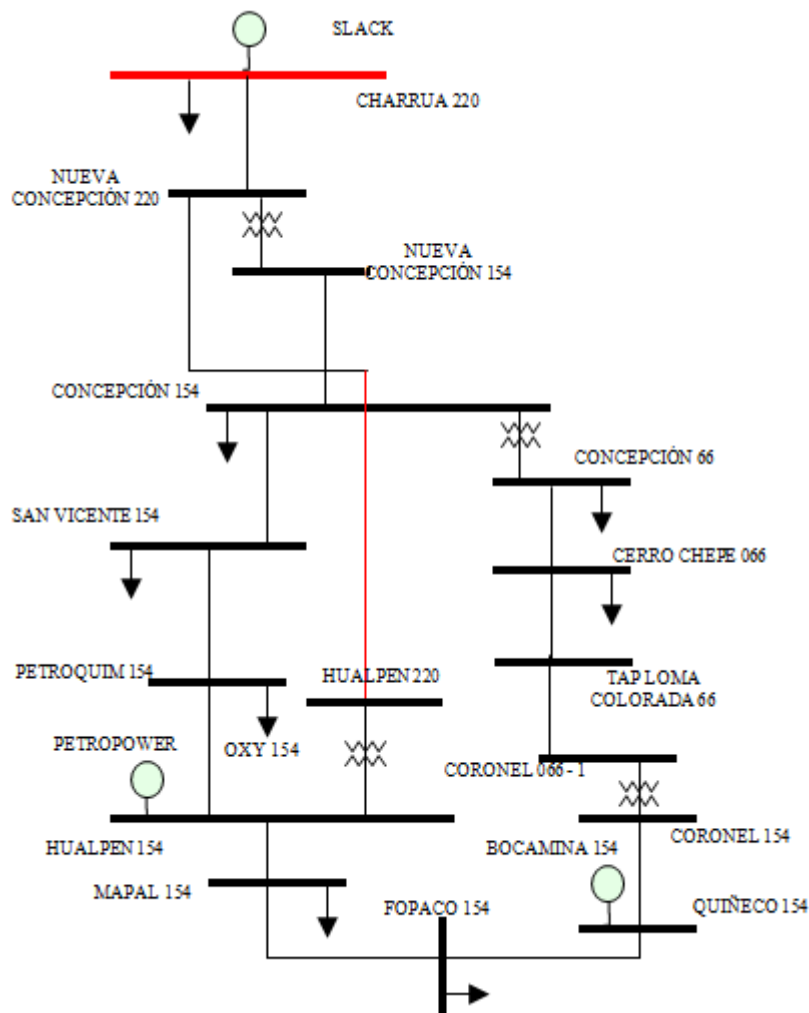 SLACK
CHARRUA 220
NUEVA
CONCEPCIÓN 220
NUEVA
CONCEPCIÓN 154
CONCEPCIÓN 154
CONCEPCIÓN 66
SAN VICENTE 154
CERRO CHEPE 066
PETROQUIM 154
HUALPEN 220
TAP LOMA
COLORADA 66
PETROPOWER
OXY 154
CORONEL 066 - 1
HUALPEN 154
BOCAMINA 154
CORONEL 154
MAPAL 154
FOPACO 154
QUIÑECO 154